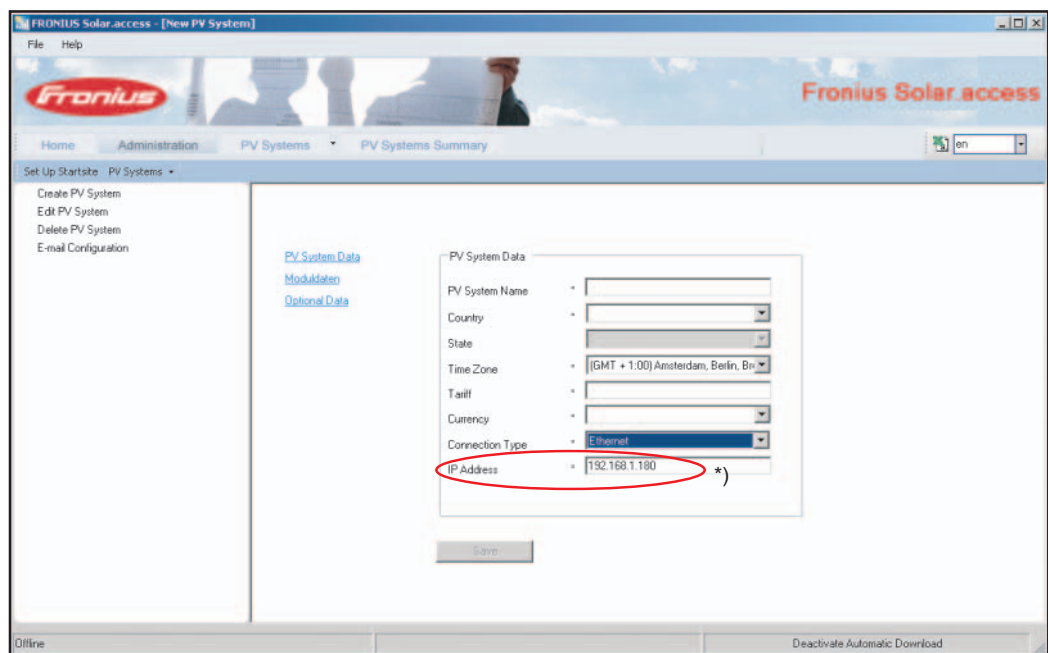 FRONIUS Solar.access - [New PV System]
File Help
Fronius
Fronius Solar.access
Home Administration PV Systems PV Systems Summary en
Set Up Startsite PV Systems
Create PV System
Edit PV System
Delete PV System
E-mail Configuration
PV System Data
Moduldaten
Optional Data
PV System Data
PV System Name *
Country *
State
Time Zone * (GMT + 1:00) Amsterdam, Berlin, Br
Tariff *
Currency *
Connection Type * Ethernet
IP Address * 192.168.1.180 *)
Save
Offline Deactivate Automatic Download